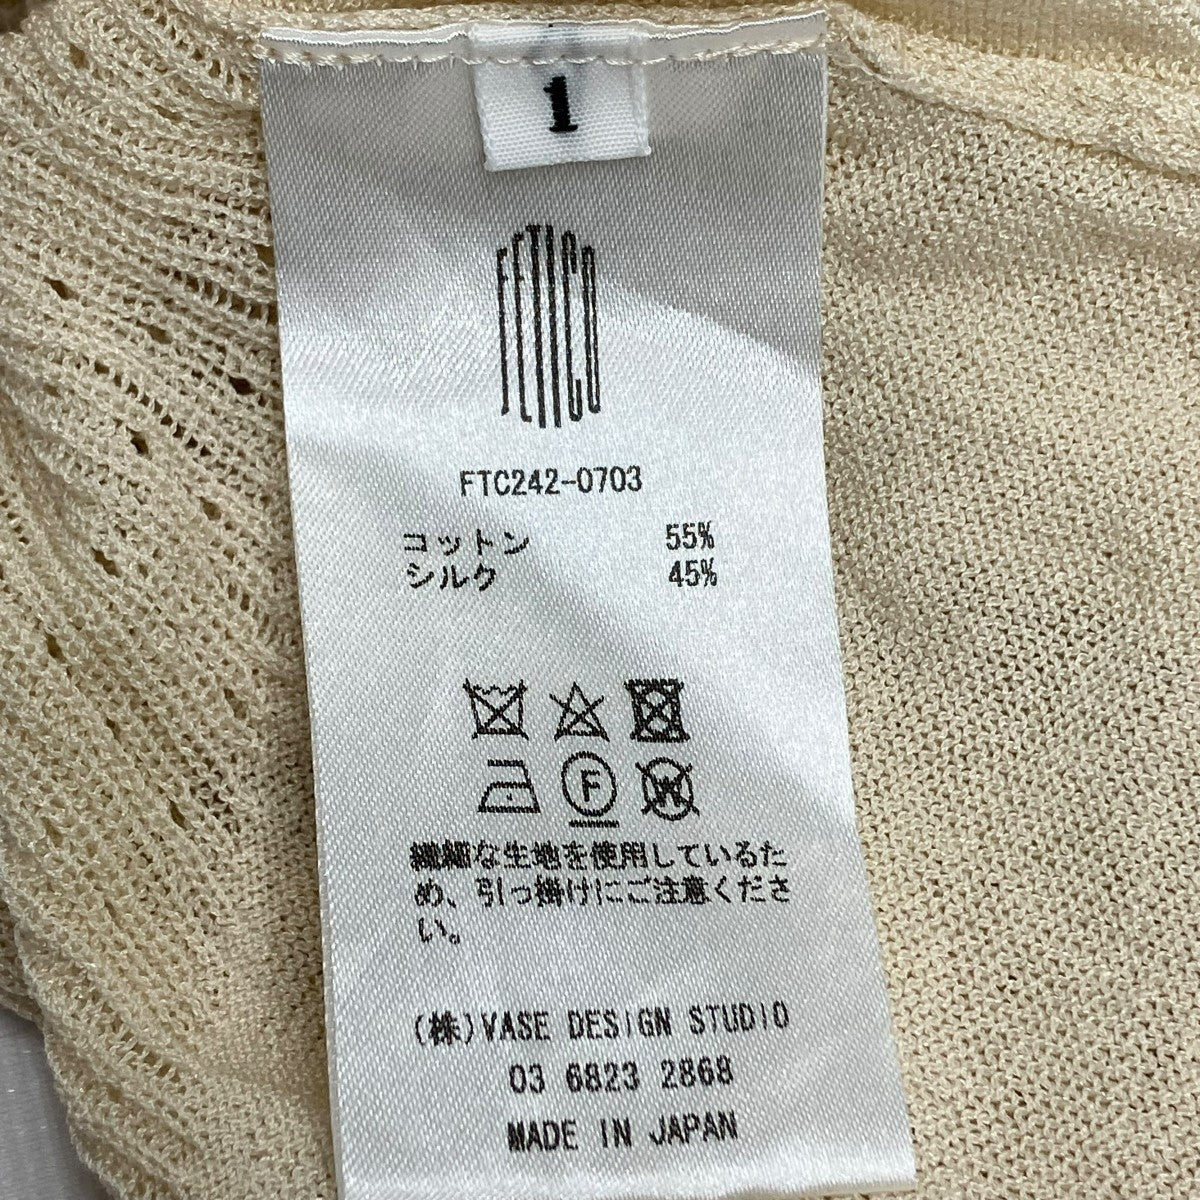 1
FETICO
FTC242-0703
コットン 55%
シルク 45%
F
W
繊細な生地を使用しているた
め、引っ掛けにご注意くださ
い。
(株)VASE DESIGN STUDIO
03 6823 2868
MADE IN JAPAN